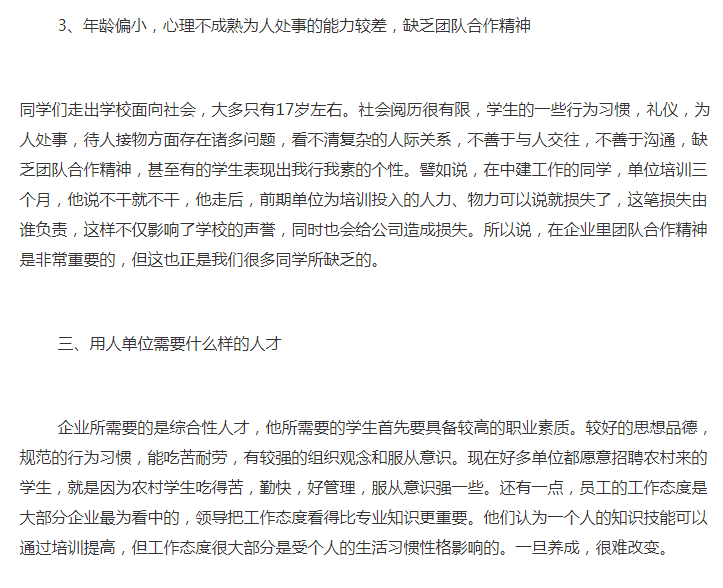 3、年龄偏小，心理不成熟为人处事的能力较差，缺乏团队合作精神
同学们走出学校面向社会，大多只有17岁左右。社会阅历很有限，学生的一些行为习惯，礼仪，为
人处事，待人接物方面存在诸多问题，看不清复杂的人际关系，不善于与人交往，不善于沟通，缺
乏团队合作精神，甚至有的学生表现出我行我素的个性。譬如说，在中建工作的同学，单位培训三
个月，他说不干就不干，他走后，前期单位为培训投入的人力、物力可以说就损失了，这笔损失由
谁负责，这样不仅影响了学校的声誉，同时也会给公司造成损失。所以说，在企业里团队合作精神
是非常重要的，但这也正是我们很多同学所缺乏的。
三、用人单位需要什么样的人才
企业所需要的是综合性人才，他所需要的学生首先要具备较高的职业素质。较好的思想品德，
规范的行为习惯，能吃苦耐劳，有较强的组织观念和服从意识。现在好多单位都愿意招聘农村来的
学生，就是因为农村学生吃得苦，勤快，好管理，服从意识强一些。还有一点，员工的工作态度是
大部分企业最为看中的，领导把工作态度看得比专业知识更重要。他们认为一个人的知识技能可以
通过培训提高，但工作态度很大部分是受个人的生活习惯性格影响的。一旦养成，很难改变。